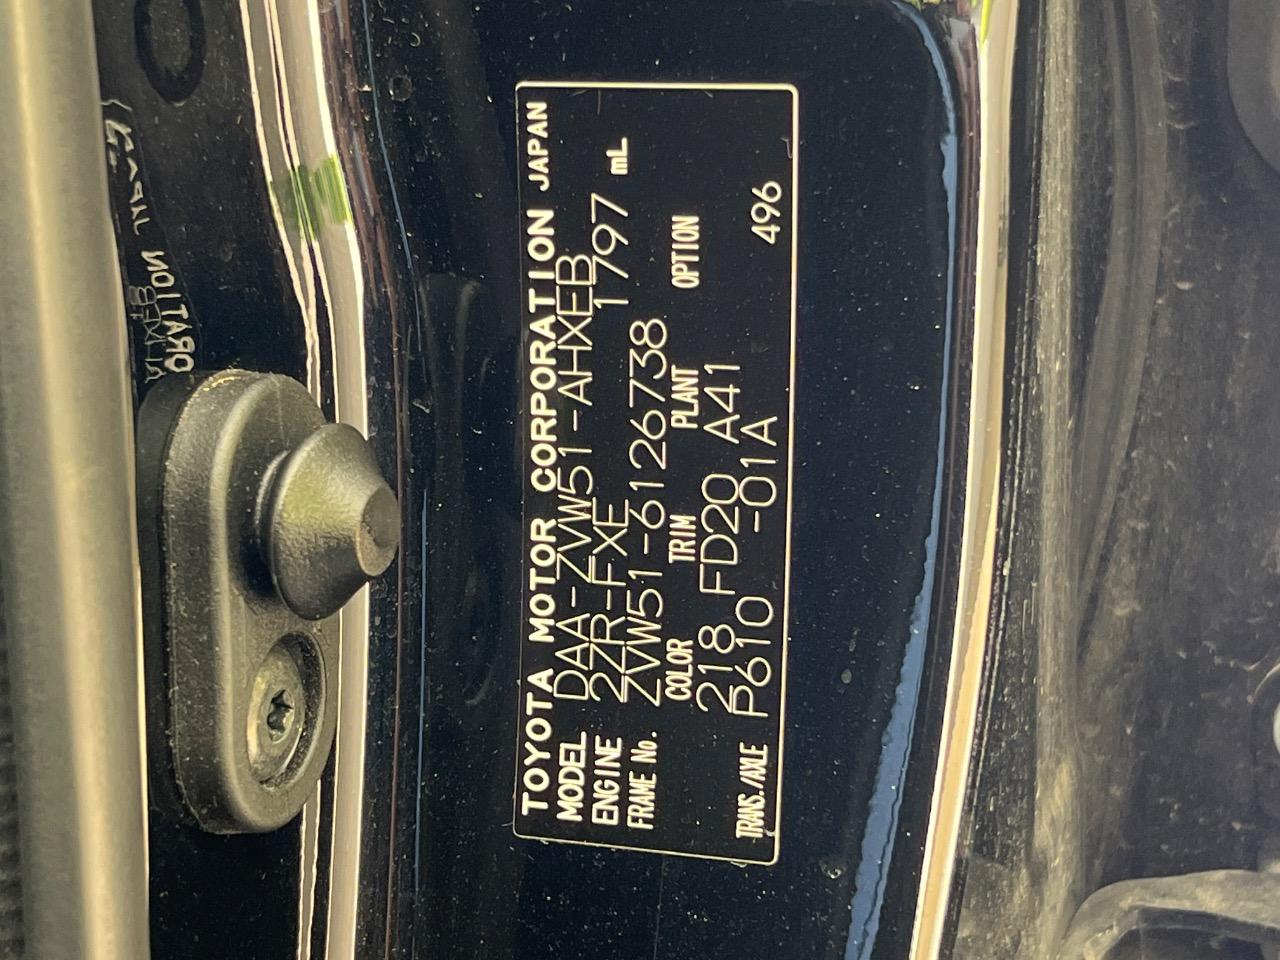 TOYOTA MOTOR CORPORATION JAPAN
MODEL DAA-ZVW51-AHXEB
ENGINE 2ZR-FXE 1797 mL
FRAME No. ZVW51-6126738
COLOR TRIM PLANT OPTION
218 FD20 A41
TRANS./AXLE P610 -01A 496